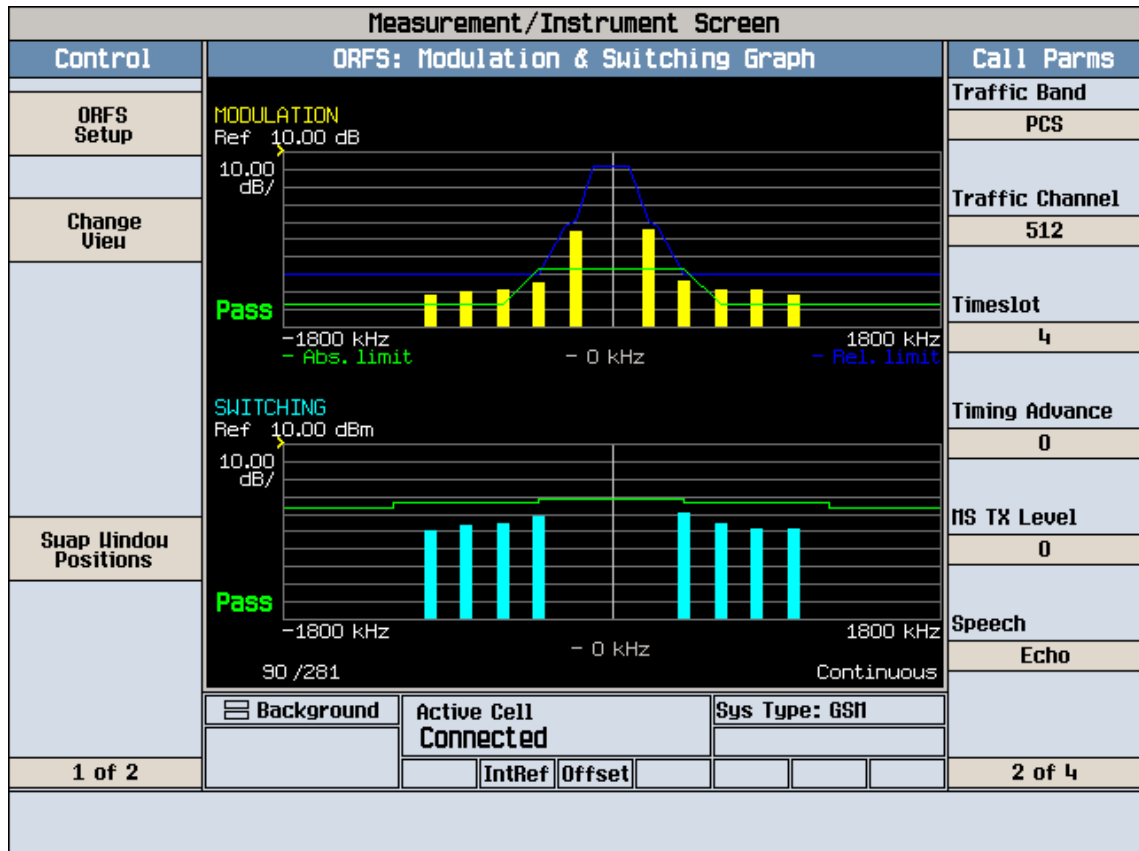 Measurement/Instrument Screen
Control
ORFS: Modulation & Switching Graph
Call Parms
ORFS
Setup
Change
View
Swap Window
Positions
1 of 2
MODULATION
Ref 10.00 dB
10.00
dB/
Pass
-1800 kHz
1800 kHz
- Abs. limit
- 0 kHz
- Rel. limit
SWITCHING
Ref 10.00 dBm
10.00
dB/
Pass
-1800 kHz
1800 kHz
- 0 kHz
90 /281
Continuous
Background
Active Cell
Connected
Sys Type: GSM
IntRef
Offset
Traffic Band
PCS
Traffic Channel
512
Timeslot
4
Timing Advance
0
MS TX Level
0
Speech
Echo
2 of 4